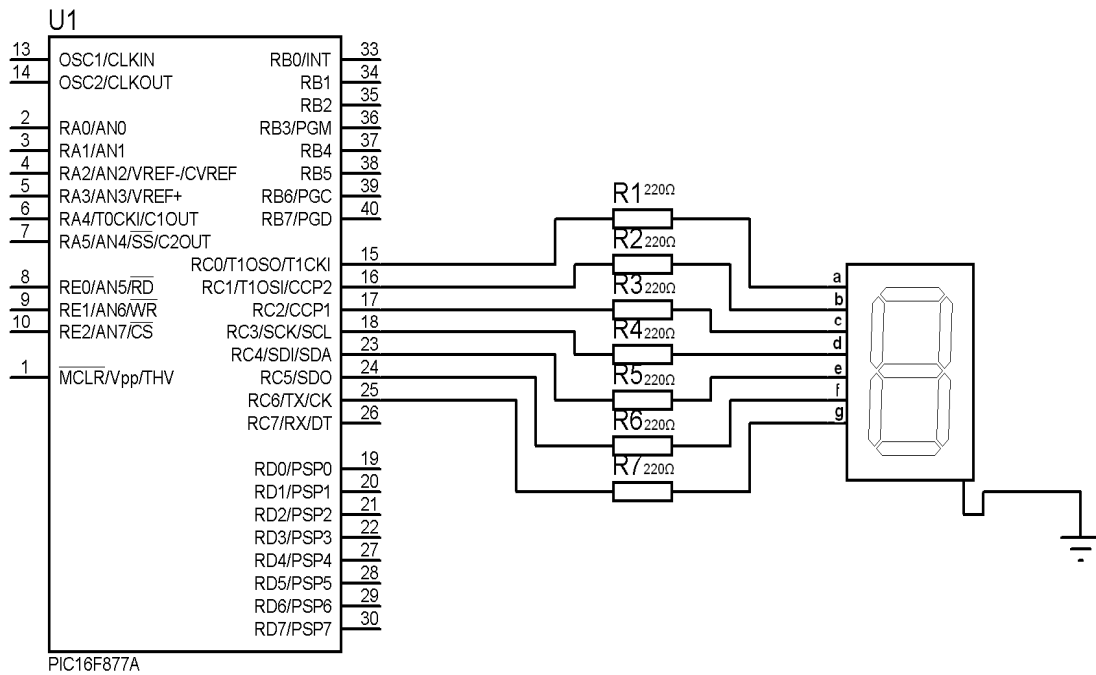 U1
13 OSC1/CLKIN RB0/INT 33
14 OSC2/CLKOUT RB1 34
RB2 35
2 RA0/AN0 RB3/PGM 36
3 RA1/AN1 RB4 37
4 RA2/AN2/VREF-/CVREF RB5 38
5 RA3/AN3/VREF+ RB6/PGC 39
6 RA4/T0CKI/C1OUT RB7/PGD 40
7 RA5/AN4/SS/C2OUT
RC0/T1OSO/T1CKI 15
8 RE0/AN5/RD RC1/T1OSI/CCP2 16
9 RE1/AN6/WR RC2/CCP1 17
10 RE2/AN7/CS RC3/SCK/SCL 18
RC4/SDI/SDA 23
1 MCLR/Vpp/THV RC5/SDO 24
RC6/TX/CK 25
RC7/RX/DT 26
RD0/PSP0 19
RD1/PSP1 20
RD2/PSP2 21
RD3/PSP3 22
RD4/PSP4 27
RD5/PSP5 28
RD6/PSP6 29
RD7/PSP7 30
PIC16F877A
R1 220Ω
R2 220Ω
R3 220Ω
R4 220Ω
R5 220Ω
R6 220Ω
R7 220Ω
a
b
c
d
e
f
g